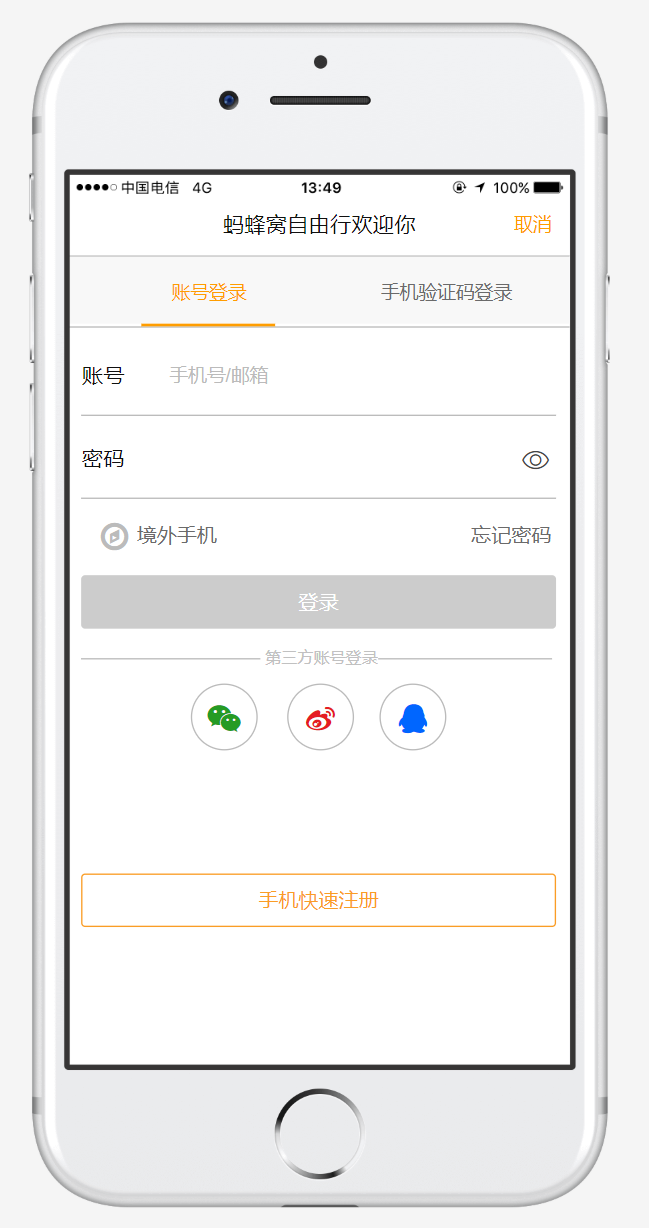 中国电信 4G 13:49 100%
蚂蜂窝自由行欢迎你 取消
账号登录 手机验证码登录
账号 手机号/邮箱
密码
境外手机 忘记密码
登录
第三方账号登录
手机快速注册